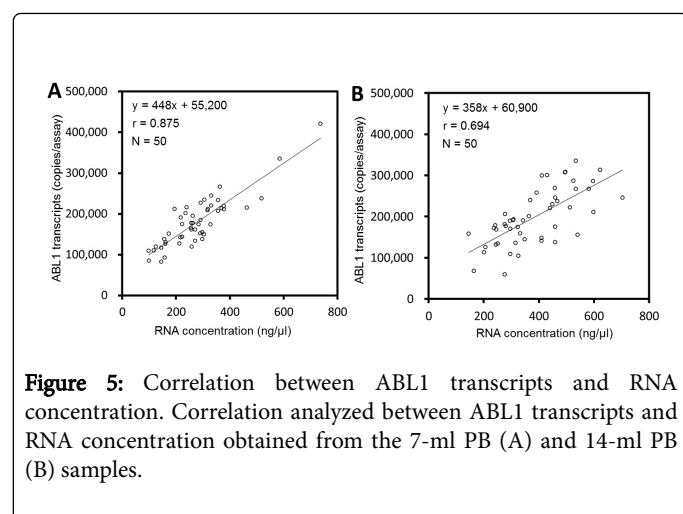 A
500,000
400,000
300,000
200,000
100,000
0
ABL1 transcripts (copies/assay)
y = 448x + 55,200
r = 0.875
N = 50
0 200 400 600 800
RNA concentration (ng/μl)
B
500,000
400,000
300,000
200,000
100,000
0
ABL1 transcripts (copies/assay)
y = 358x + 60,900
r = 0.694
N = 50
0 200 400 600 800
RNA concentration (ng/μl)
Figure 5: Correlation between ABL1 transcripts and RNA
concentration. Correlation analyzed between ABL1 transcripts and
RNA concentration obtained from the 7-ml PB (A) and 14-ml PB
(B) samples.